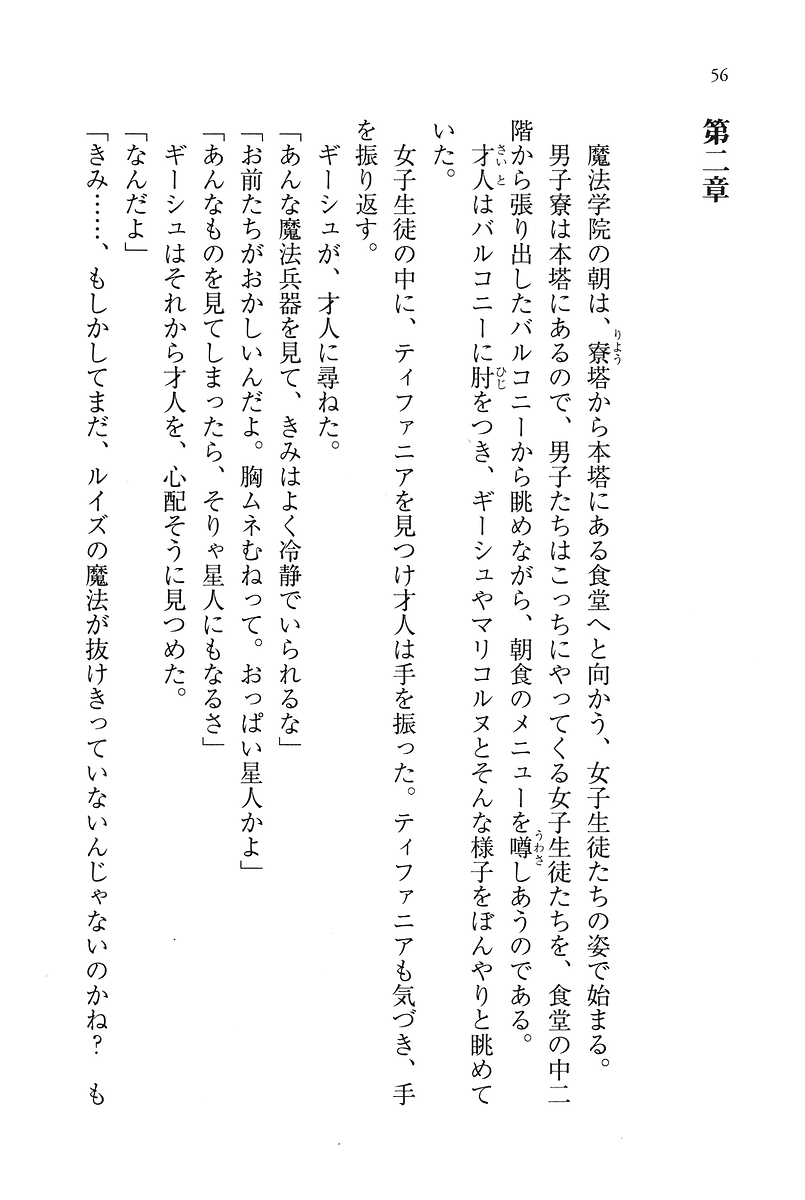 56
第二章
魔法学院の朝は、寮塔から本塔にある食堂へと向かう、女子生徒たちの姿で始まる。
男子寮は本塔にあるので、男子たちはこっちにやってくる女子生徒たちを、食堂の中二
階から張り出したバルコニーから眺めながら、朝食のメニューを噂しあうのである。
才人はバルコニーに肘をつき、ギーシュやマリコルヌとそんな様子をぼんやりと眺めて
いた。
女子生徒の中に、ティファニアを見つけ才人は手を振った。ティファニアも気づき、手
を振り返す。
ギーシュが、才人に尋ねた。
「あんな魔法兵器を見て、きみはよく冷静でいられるな」
「お前たちがおかしいんだよ。胸ムネむねって。おっぱい星人かよ」
「あんなものを見てしまったら、そりゃ星人にもなるさ」
ギーシュはそれから才人を、心配そうに見つめた。
「なんだよ」
「きみ……、もしかしてまだ、ルイズの魔法が抜けきっていないんじゃないのかね?　も